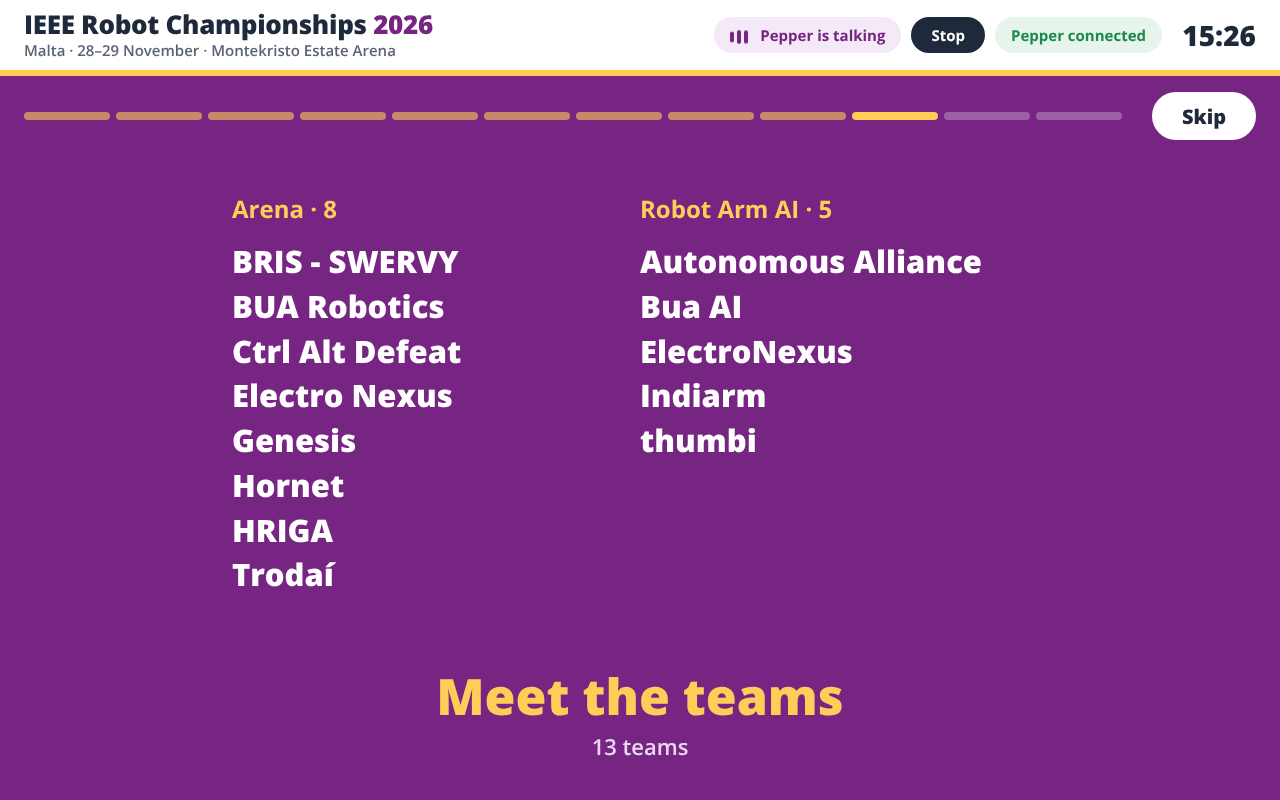 IEEE Robot Championships 2026
Malta · 28–29 November · Montekristo Estate Arena
Pepper is talking
Stop
Pepper connected
15:26
Skip
Arena · 8
BRIS - SWERVY
BUA Robotics
Ctrl Alt Defeat
Electro Nexus
Genesis
Hornet
HRIGA
Trodaí
Robot Arm AI · 5
Autonomous Alliance
Bua AI
ElectroNexus
Indiarm
thumbi
Meet the teams
13 teams